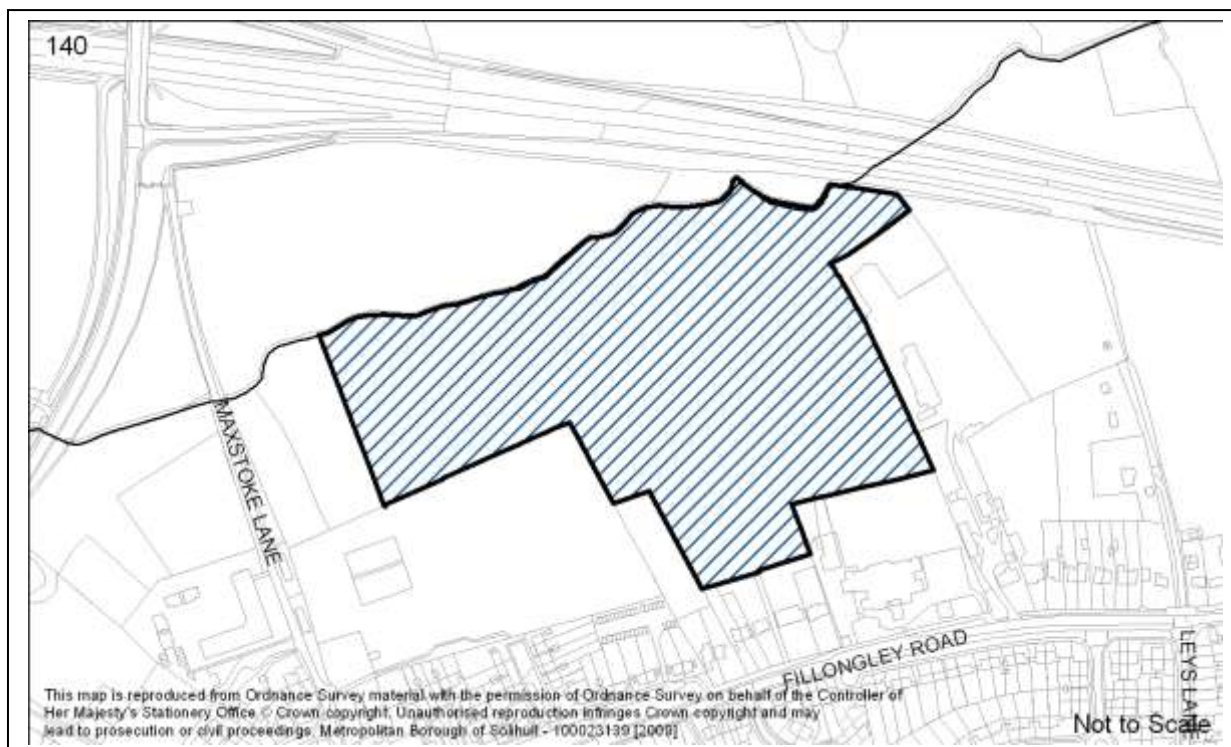 140
MAXSTOKE LANE
FILLONGLEY ROAD
LEYS LANE
This map is reproduced from Ordnance Survey material with the permission of Ordnance Survey on behalf of the Controller of
Her Majesty's Stationery Office © Crown copyright. Unauthorised reproduction infringes Crown copyright and may
lead to prosecution or civil proceedings. Metropolitan Borough of Solihull - 100023139 [2009]
Not to Scale